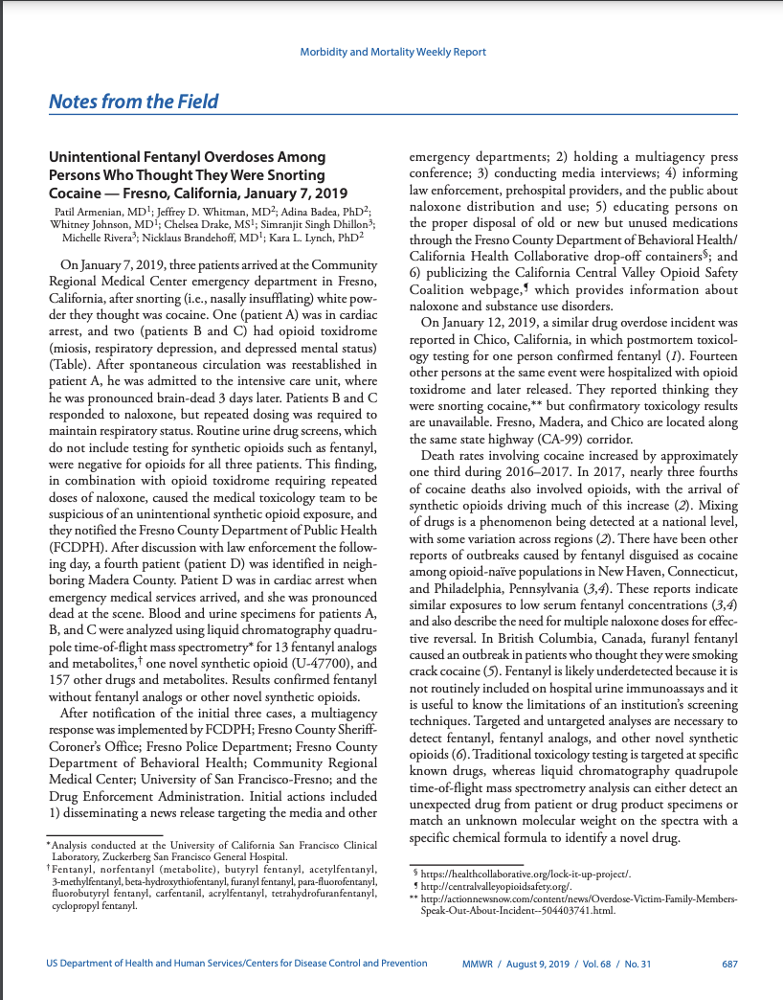 Morbidity and Mortality Weekly Report
Notes from the Field
Unintentional Fentanyl Overdoses Among
Persons Who Thought They Were Snorting
Cocaine — Fresno, California, January 7, 2019
Patil Armenian, MD1; Jeffrey D. Whitman, MD2; Adina Badea, PhD2;
Whitney Johnson, MD1; Chelsea Drake, MS1; Simranjit Singh Dhillon3;
Michelle Rivera3; Nicklaus Brandehoff, MD1; Kara L. Lynch, PhD2
On January 7, 2019, three patients arrived at the Community
Regional Medical Center emergency department in Fresno,
California, after snorting (i.e., nasally insufflating) white pow-
der they thought was cocaine. One (patient A) was in cardiac
arrest, and two (patients B and C) had opioid toxidrome
(miosis, respiratory depression, and depressed mental status)
(Table). After spontaneous circulation was reestablished in
patient A, he was admitted to the intensive care unit, where
he was pronounced brain-dead 3 days later. Patients B and C
responded to naloxone, but repeated dosing was required to
maintain respiratory status. Routine urine drug screens, which
do not include testing for synthetic opioids such as fentanyl,
were negative for opioids for all three patients. This finding,
in combination with opioid toxidrome requiring repeated
doses of naloxone, caused the medical toxicology team to be
suspicious of an unintentional synthetic opioid exposure, and
they notified the Fresno County Department of Public Health
(FCDPH). After discussion with law enforcement the follow-
ing day, a fourth patient (patient D) was identified in neigh-
boring Madera County. Patient D was in cardiac arrest when
emergency medical services arrived, and she was pronounced
dead at the scene. Blood and urine specimens for patients A,
B, and C were analyzed using liquid chromatography quadru-
pole time-of-flight mass spectrometry* for 13 fentanyl analogs
and metabolites,† one novel synthetic opioid (U-47700), and
157 other drugs and metabolites. Results confirmed fentanyl
without fentanyl analogs or other novel synthetic opioids.
After notification of the initial three cases, a multiagency
response was implemented by FCDPH; Fresno County Sheriff-
Coroner's Office; Fresno Police Department; Fresno County
Department of Behavioral Health; Community Regional
Medical Center; University of San Francisco-Fresno; and the
Drug Enforcement Administration. Initial actions included
1) disseminating a news release targeting the media and other
* Analysis conducted at the University of California San Francisco Clinical
Laboratory, Zuckerberg San Francisco General Hospital.
† Fentanyl, norfentanyl (metabolite), butyryl fentanyl, acetylfentanyl,
3-methylfentanyl, beta-hydroxythiofentanyl, furanyl fentanyl, para-fluorofentanyl,
fluorobutyryl fentanyl, carfentanil, acrylfentanyl, tetrahydrofuranfentanyl,
cyclopropyl fentanyl.
emergency departments; 2) holding a multiagency press
conference; 3) conducting media interviews; 4) informing
law enforcement, prehospital providers, and the public about
naloxone distribution and use; 5) educating persons on
the proper disposal of old or new but unused medications
through the Fresno County Department of Behavioral Health/
California Health Collaborative drop-off containers§; and
6) publicizing the California Central Valley Opioid Safety
Coalition webpage,¶ which provides information about
naloxone and substance use disorders.
On January 12, 2019, a similar drug overdose incident was
reported in Chico, California, in which postmortem toxicol-
ogy testing for one person confirmed fentanyl (1). Fourteen
other persons at the same event were hospitalized with opioid
toxidrome and later released. They reported thinking they
were snorting cocaine,** but confirmatory toxicology results
are unavailable. Fresno, Madera, and Chico are located along
the same state highway (CA-99) corridor.
Death rates involving cocaine increased by approximately
one third during 2016–2017. In 2017, nearly three fourths
of cocaine deaths also involved opioids, with the arrival of
synthetic opioids driving much of this increase (2). Mixing
of drugs is a phenomenon being detected at a national level,
with some variation across regions (2). There have been other
reports of outbreaks caused by fentanyl disguised as cocaine
among opioid-naïve populations in New Haven, Connecticut,
and Philadelphia, Pennsylvania (3,4). These reports indicate
similar exposures to low serum fentanyl concentrations (3,4)
and also describe the need for multiple naloxone doses for effec-
tive reversal. In British Columbia, Canada, furanyl fentanyl
caused an outbreak in patients who thought they were smoking
crack cocaine (5). Fentanyl is likely underdetected because it is
not routinely included on hospital urine immunoassays and it
is useful to know the limitations of an institution's screening
techniques. Targeted and untargeted analyses are necessary to
detect fentanyl, fentanyl analogs, and other novel synthetic
opioids (6). Traditional toxicology testing is targeted at specific
known drugs, whereas liquid chromatography quadrupole
time-of-flight mass spectrometry analysis can either detect an
unexpected drug from patient or drug product specimens or
match an unknown molecular weight on the spectra with a
specific chemical formula to identify a novel drug.
§ https://healthcollaborative.org/lock-it-up-project/.
¶ http://centralvalleyopioidsafety.org/.
** http://actionnewsnow.com/content/news/Overdose-Victim-Family-Members-
Speak-Out-About-Incident--504403741.html.
US Department of Health and Human Services/Centers for Disease Control and Prevention
MMWR / August 9, 2019 / Vol. 68 / No. 31
687